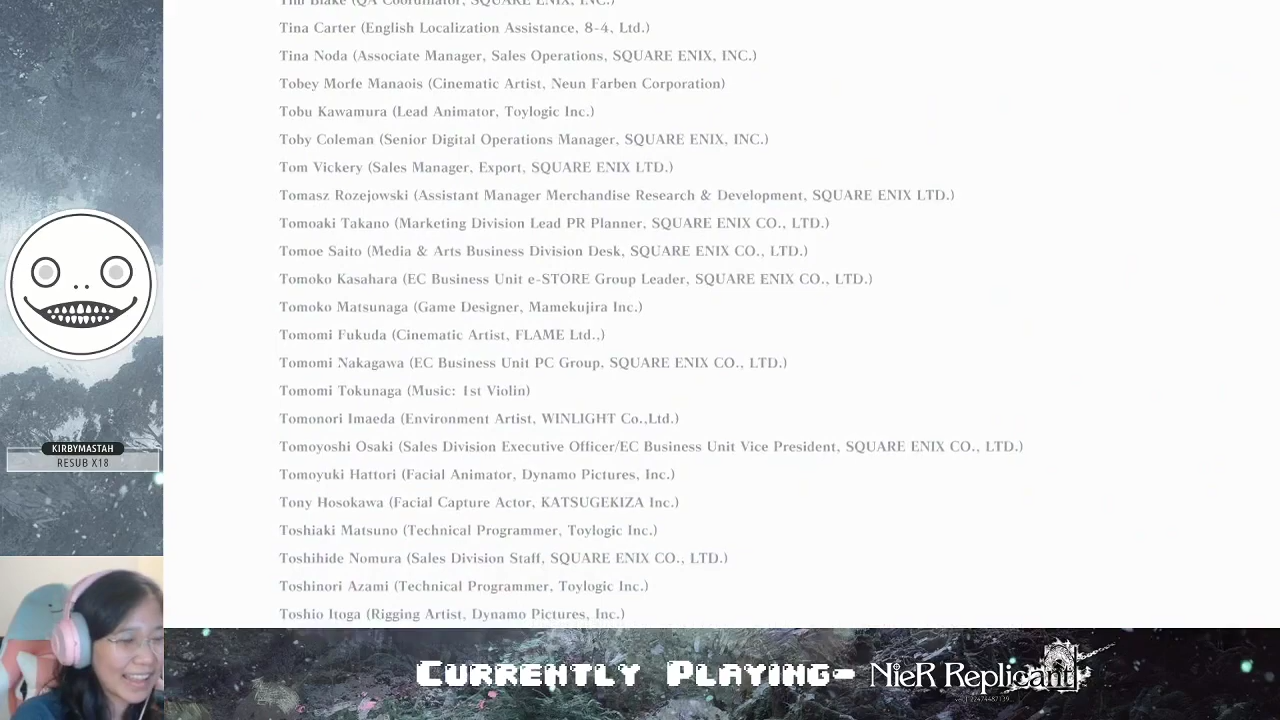 Tim Blake (QA Coordinator, SQUARE ENIX, INC.)
Tina Carter (English Localization Assistance, 8-4, Ltd.)
Tina Noda (Associate Manager, Sales Operations, SQUARE ENIX, INC.)
Tobey Morfe Manaois (Cinematic Artist, Neun Farben Corporation)
Tobu Kawamura (Lead Animator, Toylogic Inc.)
Toby Coleman (Senior Digital Operations Manager, SQUARE ENIX, INC.)
Tom Vickery (Sales Manager, Export, SQUARE ENIX LTD.)
Tomasz Rozejowski (Assistant Manager Merchandise Research & Development, SQUARE ENIX LTD.)
Tomoaki Takano (Marketing Division Lead PR Planner, SQUARE ENIX CO., LTD.)
Tomoe Saito (Media & Arts Business Division Desk, SQUARE ENIX CO., LTD.)
Tomoko Kasahara (EC Business Unit e-STORE Group Leader, SQUARE ENIX CO., LTD.)
Tomoko Matsunaga (Game Designer, Mamekujira Inc.)
Tomomi Fukuda (Cinematic Artist, FLAME Ltd.,)
Tomomi Nakagawa (EC Business Unit PC Group, SQUARE ENIX CO., LTD.)
Tomomi Tokunaga (Music: 1st Violin)
Tomonori Imaeda (Environment Artist, WINLIGHT Co.,Ltd.)
Tomoyoshi Osaki (Sales Division Executive Officer/EC Business Unit Vice President, SQUARE ENIX CO., LTD.)
Tomoyuki Hattori (Facial Animator, Dynamo Pictures, Inc.)
Tony Hosokawa (Facial Capture Actor, KATSUGEKIZA Inc.)
Toshiaki Matsuno (Technical Programmer, Toylogic Inc.)
Toshihide Nomura (Sales Division Staff, SQUARE ENIX CO., LTD.)
Toshinori Azami (Technical Programmer, Toylogic Inc.)
Toshio Itoga (Rigging Artist, Dynamo Pictures, Inc.)
KIRBYMASTAH
RESUB X18
CURRENTLY PLAYING- NieR Replicant